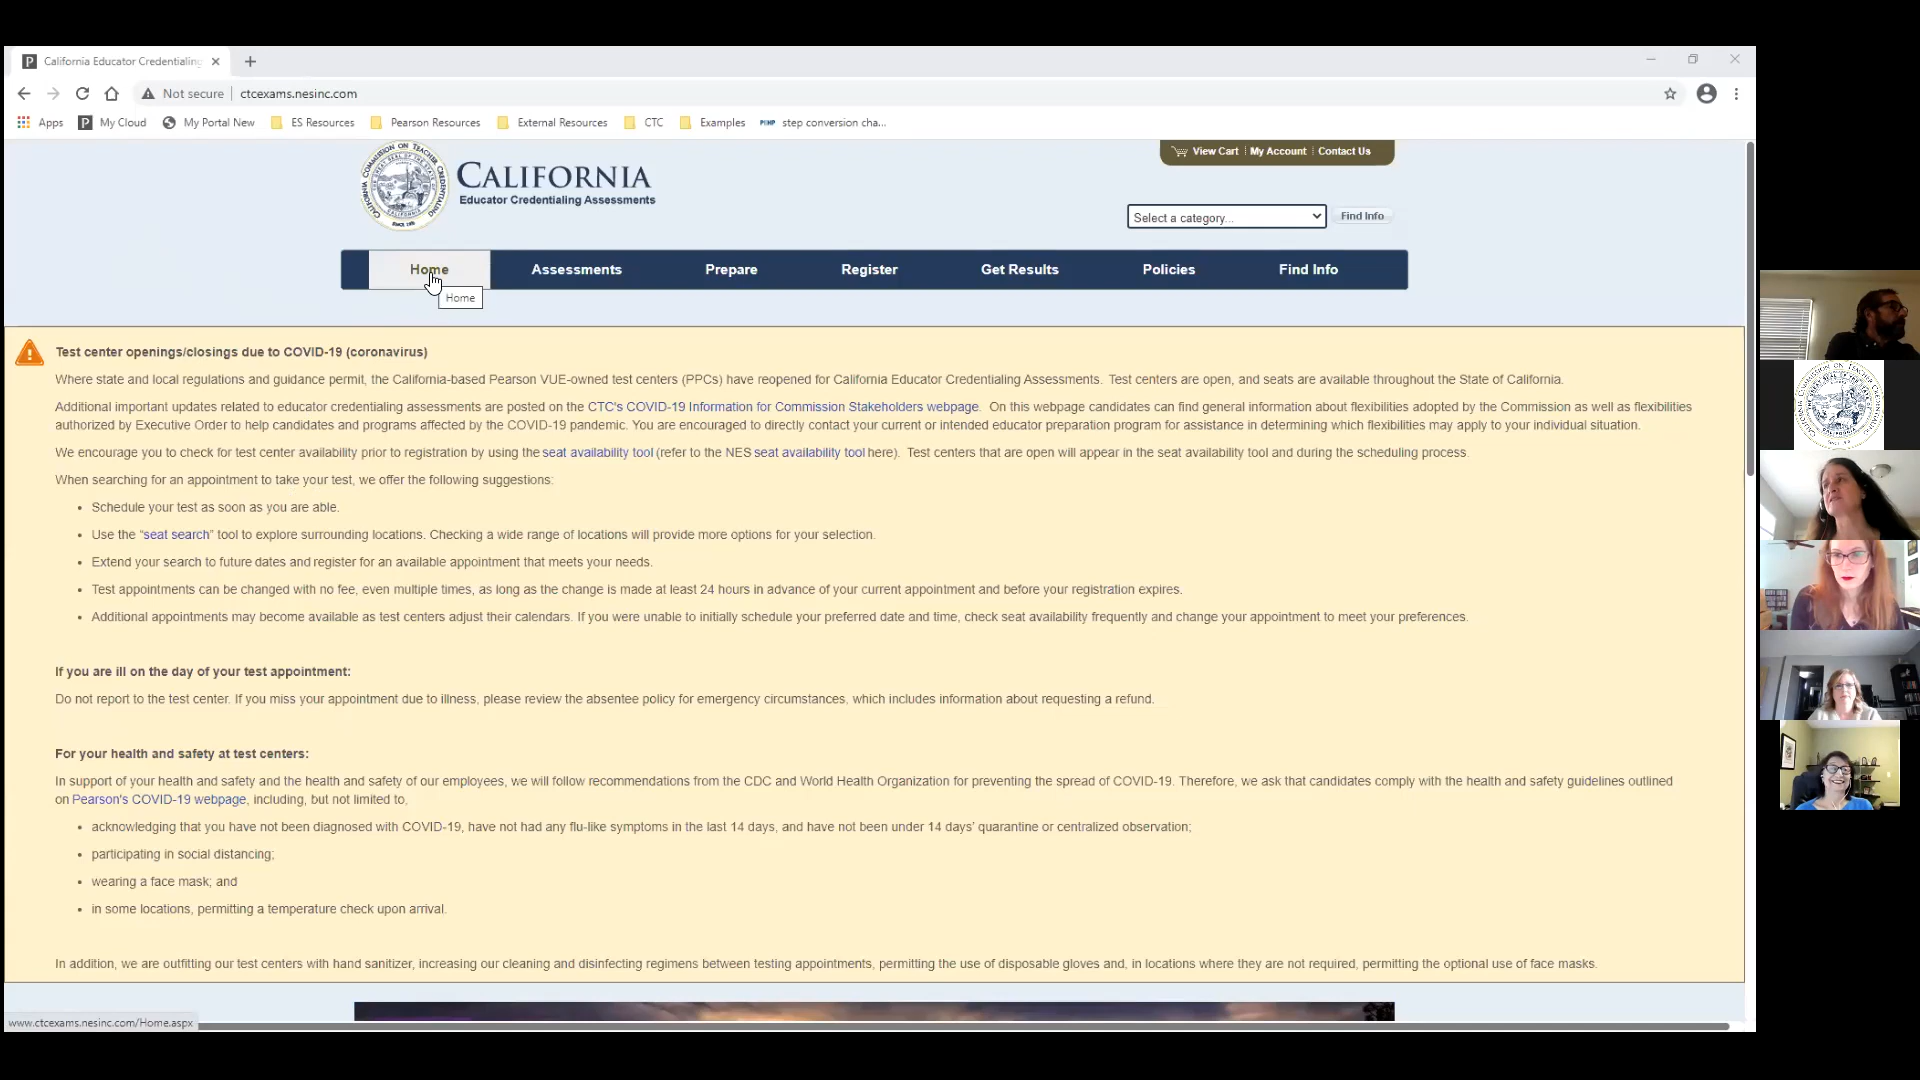 California Educator Credentialing
Not secure | ctcexams.nesinc.com
Apps My Cloud My Portal New ES Resources Pearson Resources External Resources CTC Examples step conversion cha...
View Cart My Account Contact Us
COMMISSION ON TEACHER CREDENTIALING
CALIFORNIA
Educator Credentialing Assessments
Select a category... Find Info
Home Assessments Prepare Register Get Results Policies Find Info
Home
Test center openings/closings due to COVID-19 (coronavirus)
Where state and local regulations and guidance permit, the California-based Pearson VUE-owned test centers (PPCs) have reopened for California Educator Credentialing Assessments. Test centers are open, and seats are available throughout the State of California.
Additional important updates related to educator credentialing assessments are posted on the CTC's COVID-19 Information for Commission Stakeholders webpage. On this webpage candidates can find general information about flexibilities adopted by the Commission as well as flexibilities
authorized by Executive Order to help candidates and programs affected by the COVID-19 pandemic. You are encouraged to directly contact your current or intended educator preparation program for assistance in determining which flexibilities may apply to your individual situation.
We encourage you to check for test center availability prior to registration by using the seat availability tool (refer to the NES seat availability tool here). Test centers that are open will appear in the seat availability tool and during the scheduling process.
When searching for an appointment to take your test, we offer the following suggestions:
• Schedule your test as soon as you are able.
• Use the “seat search” tool to explore surrounding locations. Checking a wide range of locations will provide more options for your selection.
• Extend your search to future dates and register for an available appointment that meets your needs.
• Test appointments can be changed with no fee, even multiple times, as long as the change is made at least 24 hours in advance of your current appointment and before your registration expires.
• Additional appointments may become available as test centers adjust their calendars. If you were unable to initially schedule your preferred date and time, check seat availability frequently and change your appointment to meet your preferences.
If you are ill on the day of your test appointment:
Do not report to the test center. If you miss your appointment due to illness, please review the absentee policy for emergency circumstances, which includes information about requesting a refund.
For your health and safety at test centers:
In support of your health and safety and the health and safety of our employees, we will follow recommendations from the CDC and World Health Organization for preventing the spread of COVID-19. Therefore, we ask that candidates comply with the health and safety guidelines outlined
on Pearson's COVID-19 webpage, including, but not limited to,
• acknowledging that you have not been diagnosed with COVID-19, have not had any flu-like symptoms in the last 14 days, and have not been under 14 days’ quarantine or centralized observation;
• participating in social distancing;
• wearing a face mask; and
• in some locations, permitting a temperature check upon arrival.
In addition, we are outfitting our test centers with hand sanitizer, increasing our cleaning and disinfecting regimens between testing appointments, permitting the use of disposable gloves and, in locations where they are not required, permitting the optional use of face masks.
www.ctcexams.nesinc.com/Home.aspx